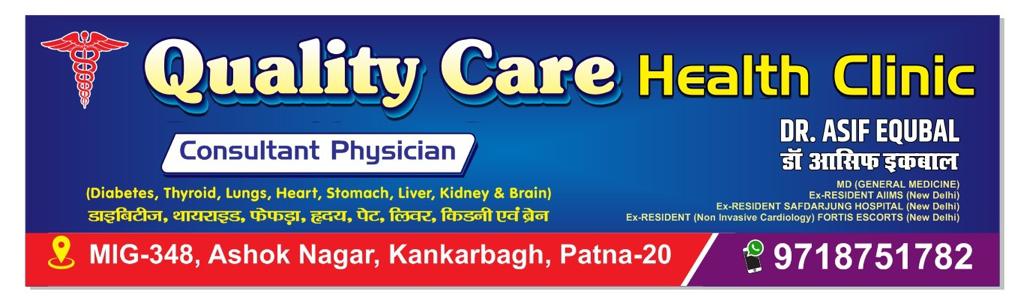 Quality Care Health Clinic
Consultant Physician
(Diabetes, Thyroid, Lungs, Heart, Stomach, Liver, Kidney & Brain)
डाइबिटीज, थायराइड, फेफड़ा, हृदय, पेट, लिवर, किडनी एवं ब्रेन
DR. ASIF EQUBAL
डॉ आसिफ इकबाल
MD (GENERAL MEDICINE)
Ex-RESIDENT AIIMS (New Delhi)
Ex-RESIDENT SAFDARJUNG HOSPITAL (New Delhi)
Ex-RESIDENT (Non Invasive Cardiology) FORTIS ESCORTS (New Delhi)
MIG-348, Ashok Nagar, Kankarbagh, Patna-20
9718751782